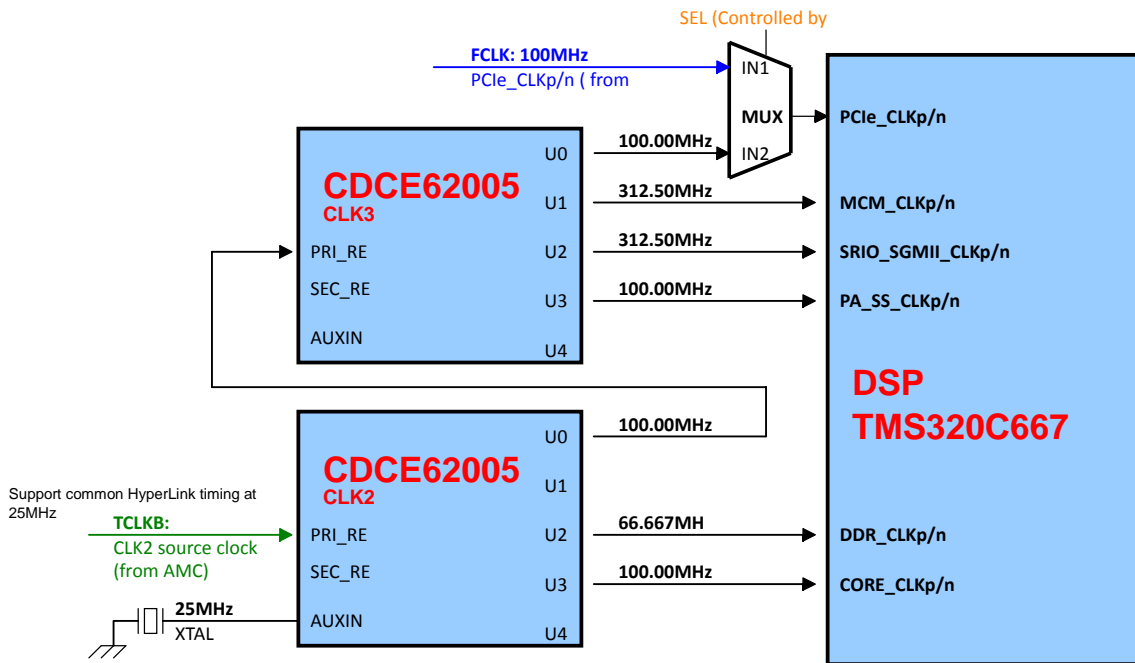 SEL (Controlled by
FCLK: 100MHz
PCIe_CLKp/n ( from
IN1
MUX
IN2
PCIe_CLKp/n
CDCE62005
CLK3
U0
100.00MHz
U1
312.50MHz
MCM_CLKp/n
PRI_RE
U2
312.50MHz
SRIO_SGMII_CLKp/n
SEC_RE
U3
100.00MHz
PA_SS_CLKp/n
AUXIN
U4
DSP
TMS320C667
CDCE62005
CLK2
U0
100.00MHz
U1
Support common HyperLink timing at
25MHz
TCLKB:
CLK2 source clock
(from AMC)
PRI_RE
U2
66.667MH
DDR_CLKp/n
SEC_RE
U3
100.00MHz
CORE_CLKp/n
25MHz
XTAL
AUXIN
U4